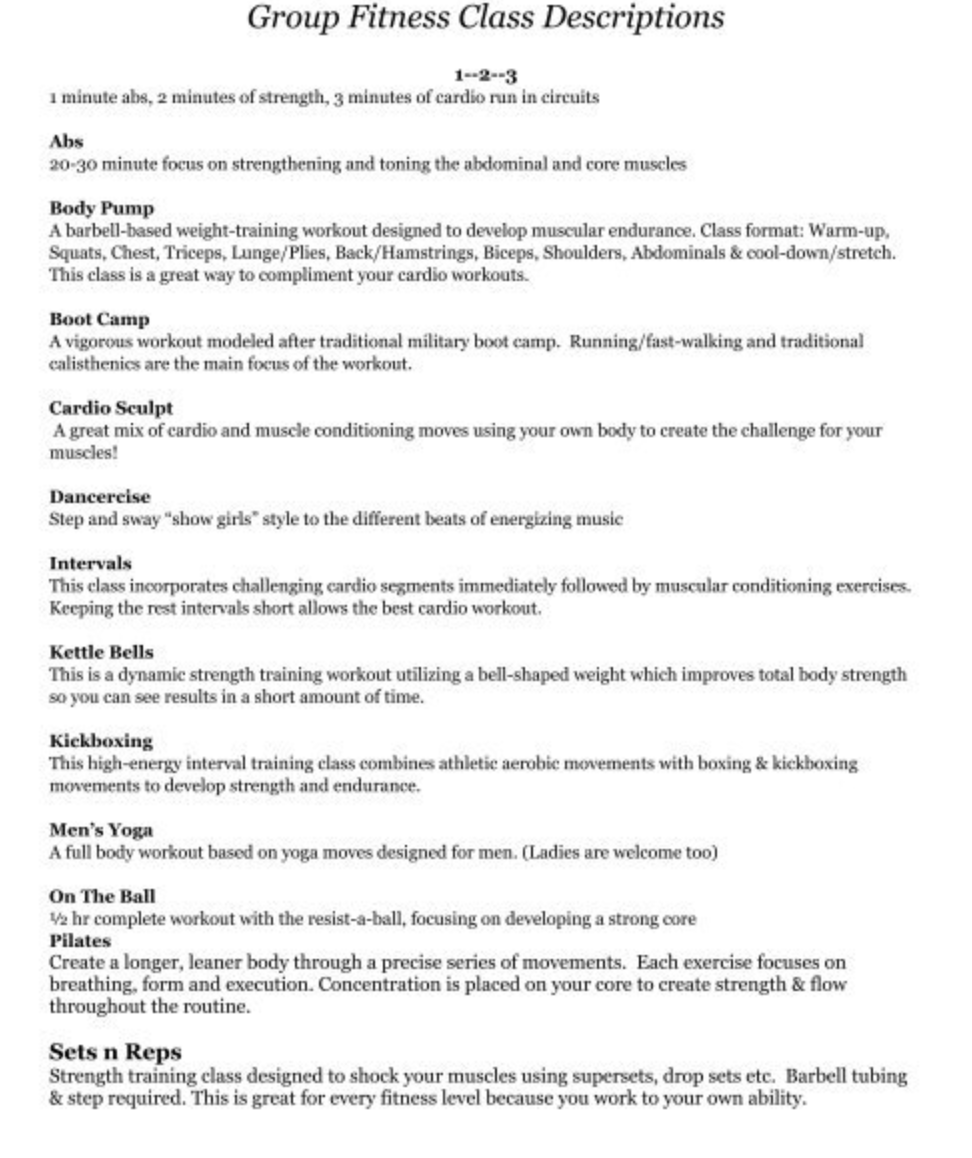 Group Fitness Class Descriptions
1--2--3
1 minute abs, 2 minutes of strength, 3 minutes of cardio run in circuits
Abs
20-30 minute focus on strengthening and toning the abdominal and core muscles
Body Pump
A barbell-based weight-training workout designed to develop muscular endurance. Class format: Warm-up,
Squats, Chest, Triceps, Lunge/Plies, Back/Hamstrings, Biceps, Shoulders, Abdominals & cool-down/stretch.
This class is a great way to compliment your cardio workouts.
Boot Camp
A vigorous workout modeled after traditional military boot camp.  Running/fast-walking and traditional
calisthenics are the main focus of the workout.
Cardio Sculpt
A great mix of cardio and muscle conditioning moves using your own body to create the challenge for your
muscles!
Dancercise
Step and sway “show girls” style to the different beats of energizing music
Intervals
This class incorporates challenging cardio segments immediately followed by muscular conditioning exercises.
Keeping the rest intervals short allows the best cardio workout.
Kettle Bells
This is a dynamic strength training workout utilizing a bell-shaped weight which improves total body strength
so you can see results in a short amount of time.
Kickboxing
This high-energy interval training class combines athletic aerobic movements with boxing & kickboxing
movements to develop strength and endurance.
Men’s Yoga
A full body workout based on yoga moves designed for men. (Ladies are welcome too)
On The Ball
½ hr complete workout with the resist-a-ball, focusing on developing a strong core
Pilates
Create a longer, leaner body through a precise series of movements.  Each exercise focuses on
breathing, form and execution. Concentration is placed on your core to create strength & flow
throughout the routine.
Sets n Reps
Strength training class designed to shock your muscles using supersets, drop sets etc.  Barbell tubing
& step required. This is great for every fitness level because you work to your own ability.